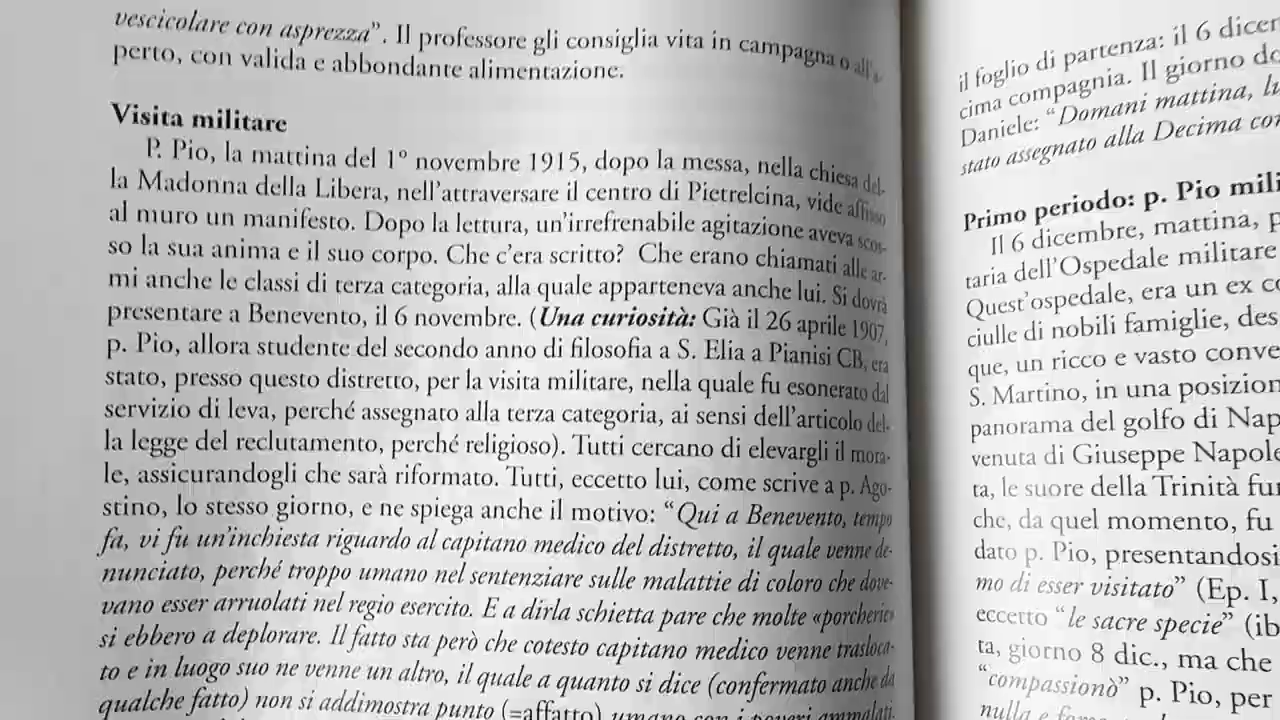 vescicolare con asprezza”. Il professore gli consiglia vita in campagna o all'a-
perto, con valida e abbondante alimentazione.
Visita militare
P. Pio, la mattina del 1° novembre 1915, dopo la messa, nella chiesa del-
la Madonna della Libera, nell'attraversare il centro di Pietrelcina, vide affisso
al muro un manifesto. Dopo la lettura, un'irrefrenabile agitazione aveva scos-
so la sua anima e il suo corpo. Che c'era scritto? Che erano chiamati alle ar-
mi anche le classi di terza categoria, alla quale apparteneva anche lui. Si dovrà
presentare a Benevento, il 6 novembre. (Una curiosità: Già il 26 aprile 1907,
p. Pio, allora studente del secondo anno di filosofia a S. Elia a Pianisi CB, era
stato, presso questo distretto, per la visita militare, nella quale fu esonerato dal
servizio di leva, perché assegnato alla terza categoria, ai sensi dell'articolo del-
la legge del reclutamento, perché religioso). Tutti cercano di elevargli il mora-
le, assicurandogli che sarà riformato. Tutti, eccetto lui, come scrive a p. Ago-
stino, lo stesso giorno, e ne spiega anche il motivo: “Qui a Benevento, tempo
fa, vi fu un'inchiesta riguardo al capitano medico del distretto, il quale venne de-
nunciato, perché troppo umano nel sentenziare sulle malattie di coloro che dove-
vano esser arruolati nel regio esercito. E a dirla schietta pare che molte «porcherie»
si ebbero a deplorare. Il fatto sta però che cotesto capitano medico venne trasloca-
to e in luogo suo ne venne un altro, il quale a quanto si dice (confermato anche da
qualche fatto) non si addimostra punto (=affatto) umano con i poveri ammalati.
il foglio di partenza: il 6 dicem
cima compagnia. Il giorno do
Daniele: “Domani mattina, lu
stato assegnato alla Decima com
Primo periodo: p. Pio mili
Il 6 dicembre, mattina, p
taria dell'Ospedale militare
Quest'ospedale, era un ex co
ciulle di nobili famiglie, des
que, un ricco e vasto conve
S. Martino, in una posizion
panorama del golfo di Nap
venuta di Giuseppe Napole
ta, le suore della Trinità fu
che, da quel momento, fu
dato p. Pio, presentandosi
mo di esser visitato” (Ep. I,
eccetto “le sacre specie” (ib
ta, giorno 8 dic., ma che
“compassionò” p. Pio, per
nulla e